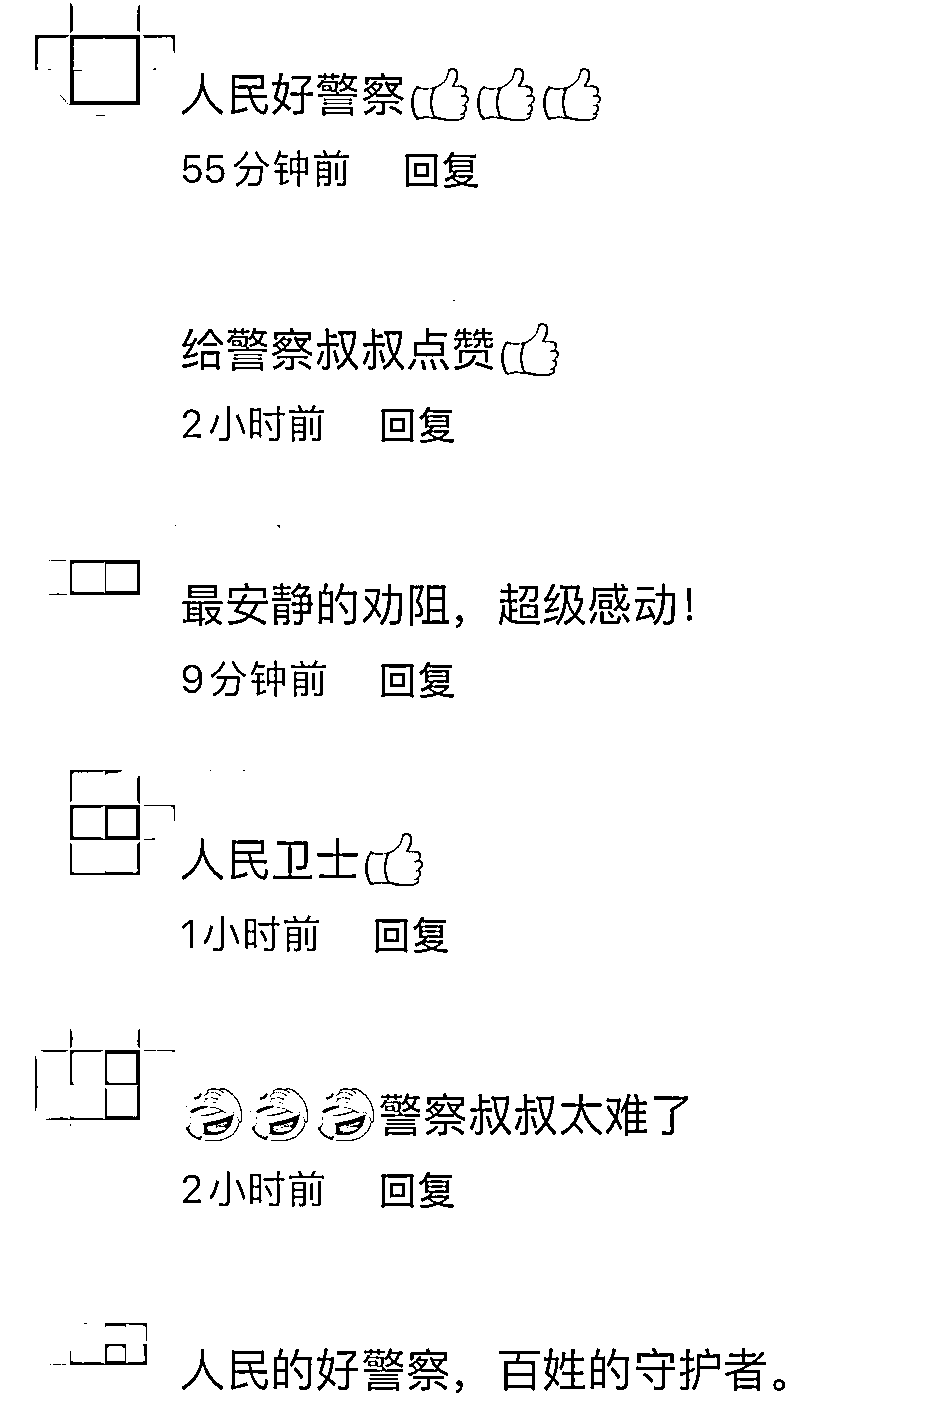 人民好警察👍👍👍
55分钟前 回复
给警察叔叔点赞👍
2小时前 回复
最安静的劝阻，超级感动！
9分钟前 回复
人民卫士👍
1小时前 回复
🤣🤣🤣警察叔叔太难了
2小时前 回复
人民的好警察，百姓的守护者。